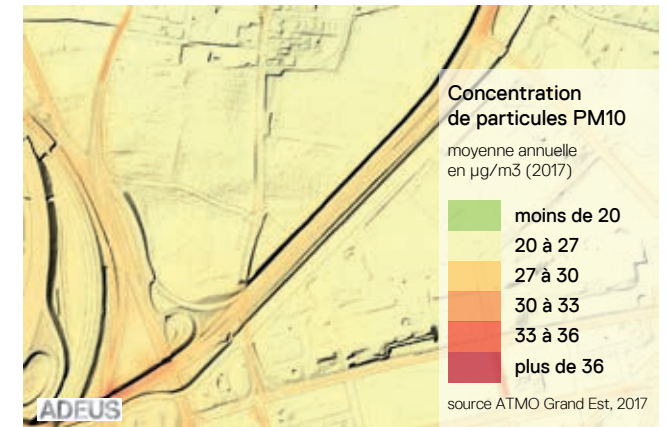 Concentration
de particules PM10
moyenne annuelle
en µg/m3 (2017)
moins de 20
20 à 27
27 à 30
30 à 33
33 à 36
plus de 36
source ATMO Grand Est, 2017
ADEUS